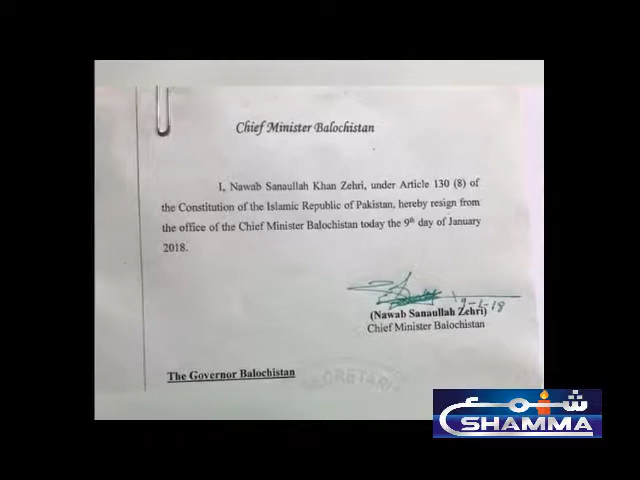 Chief Minister Balochistan
I, Nawab Sanaullah Khan Zehri, under Article 130 (8) of
the Constitution of the Islamic Republic of Pakistan, hereby resign from
the office of the Chief Minister Balochistan today the 9th day of January
2018.
9-1-18
(Nawab Sanaullah Zehri)
Chief Minister Balochistan
The Governor Balochistan
SECRETARIA
شمع
SHAMMA